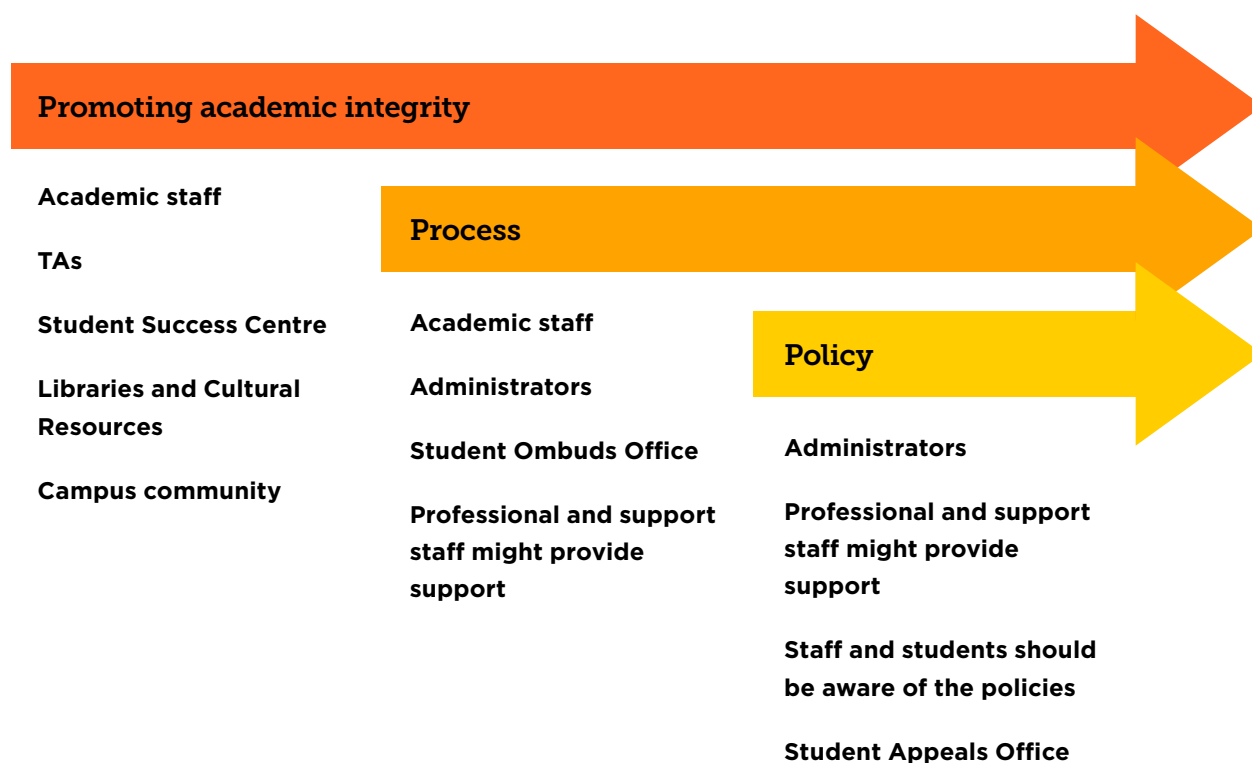 Promoting academic integrity
Academic staff
TAs
Student Success Centre
Libraries and Cultural
Resources
Campus community
Process
Academic staff
Administrators
Student Ombuds Office
Professional and support
staff might provide
support
Policy
Administrators
Professional and support
staff might provide
support
Staff and students should
be aware of the policies
Student Appeals Office